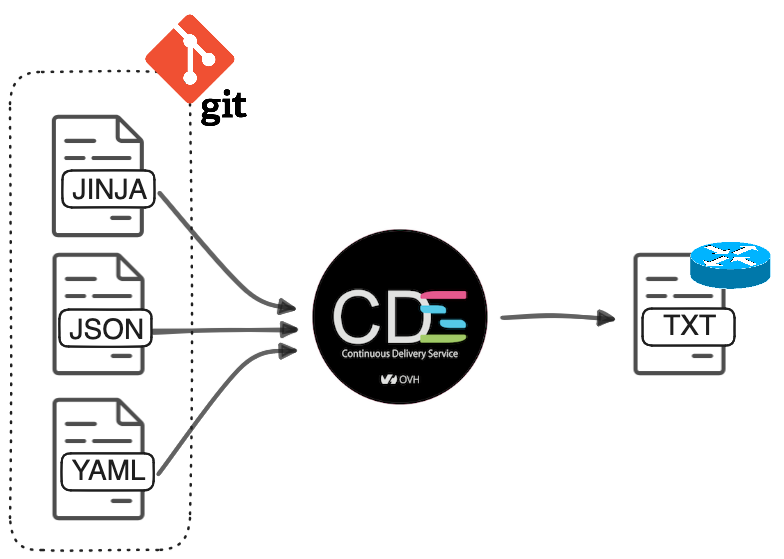 git
JINJA
JSON
YAML
CDS
Continuous Delivery Service
OVH
TXT